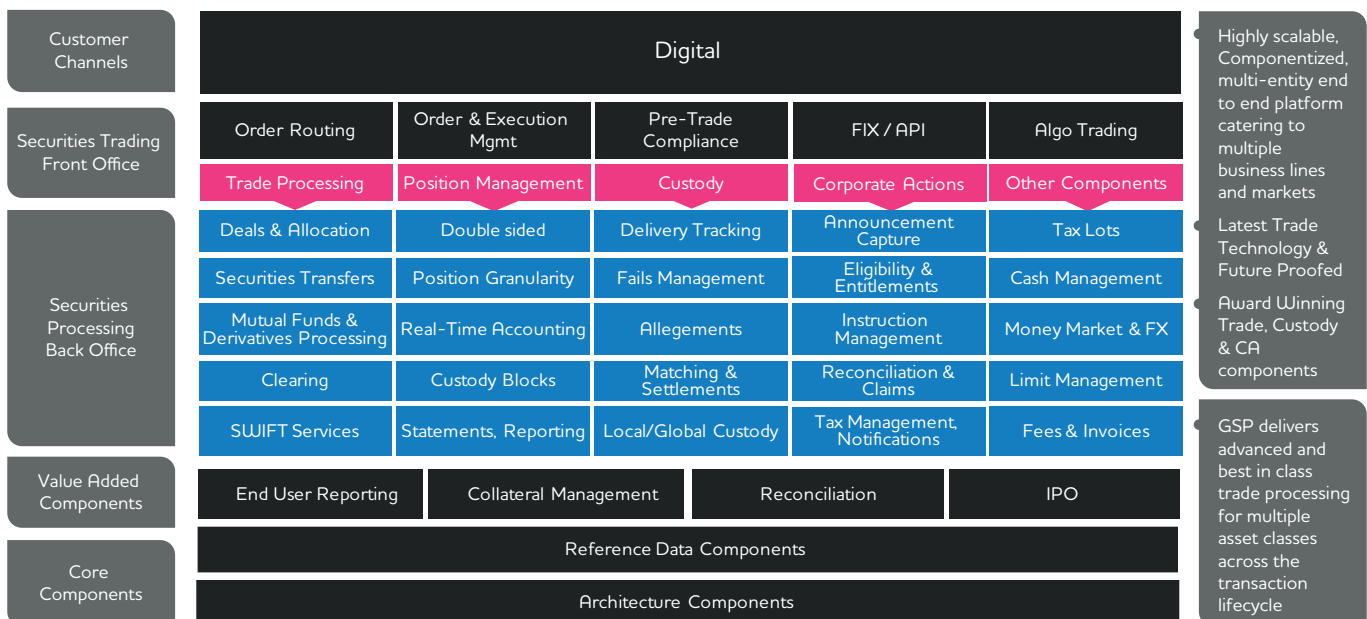 Customer
Channels
Digital
Securities Trading
Front Office
Order Routing
Order & Execution
Mgmt
Pre-Trade
Compliance
FIX / API
Algo Trading
Trade Processing
Position Management
Custody
Corporate Actions
Other Components
Securities
Processing
Back Office
Deals & Allocation
Double sided
Delivery Tracking
Announcement
Capture
Tax Lots
Securities Transfers
Position Granularity
Fails Management
Eligibility &
Entitlements
Cash Management
Mutual Funds &
Derivatives Processing
Real-Time Accounting
Allegements
Instruction
Management
Money Market & FX
Clearing
Custody Blocks
Matching &
Settlements
Reconciliation &
Claims
Limit Management
SWIFT Services
Statements, Reporting
Local/Global Custody
Tax Management,
Notifications
Fees & Invoices
Value Added
Components
End User Reporting
Collateral Management
Reconciliation
IPO
Core
Components
Reference Data Components
Architecture Components
Highly scalable,
Componentized,
multi-entity end
to end platform
catering to
multiple
business lines
and markets
Latest Trade
Technology &
Future Proofed
Award Winning
Trade, Custody
& CA
components
GSP delivers
advanced and
best in class
trade processing
for multiple
asset classes
across the
transaction
lifecycle